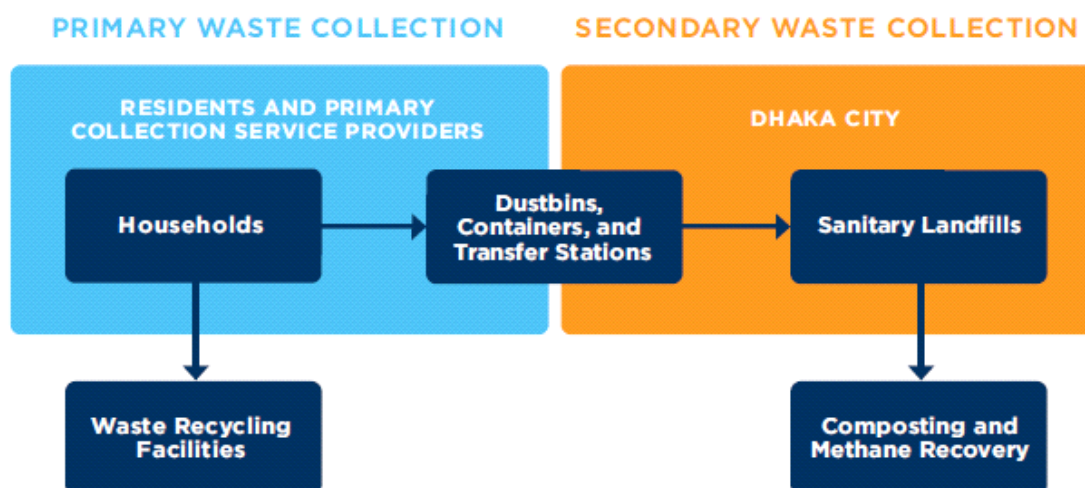 PRIMARY WASTE COLLECTION
SECONDARY WASTE COLLECTION
RESIDENTS AND PRIMARY
COLLECTION SERVICE PROVIDERS
DHAKA CITY
Households
Dustbins,
Containers, and
Transfer Stations
Sanitary Landfills
Waste Recycling
Facilities
Composting and
Methane Recovery